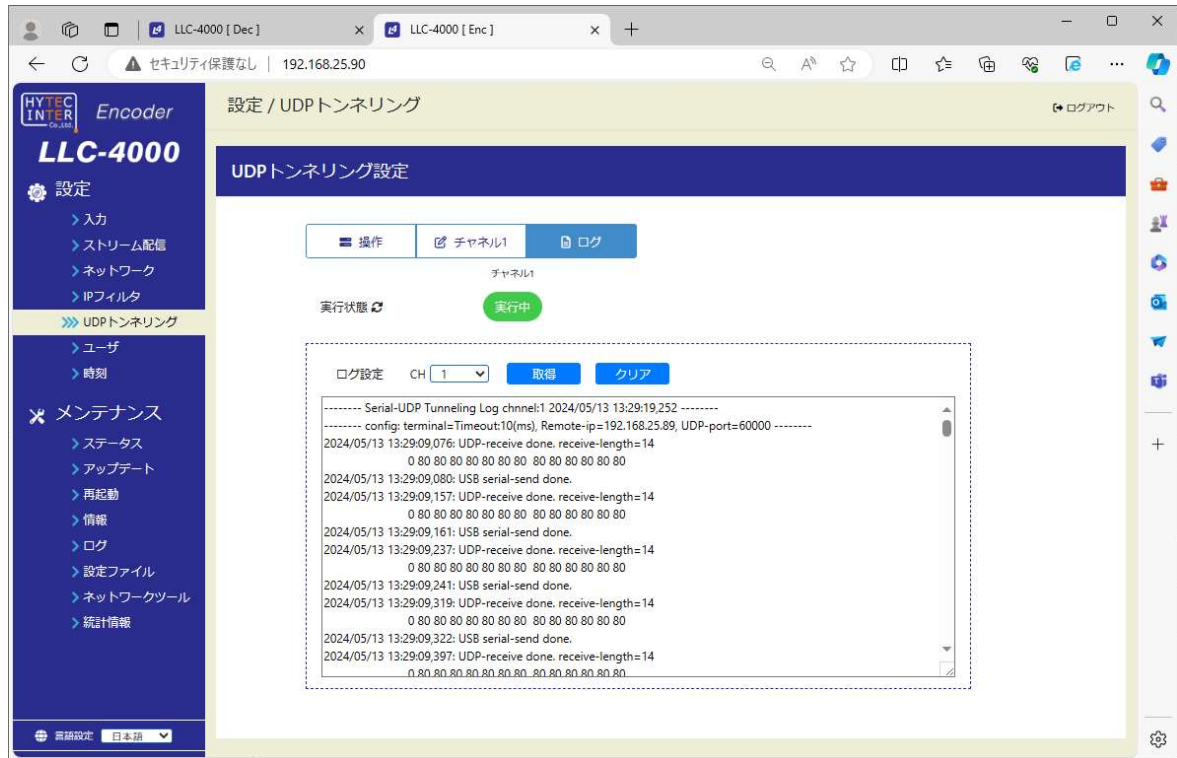 LLC-4000 [ Dec ]
LLC-4000 [ Enc ]
セキュリティ保護なし | 192.168.25.90
HYTEC
INTER
Co.,Ltd.
Encoder
LLC-4000
設定
入力
ストリーム配信
ネットワーク
IPフィルタ
UDPトンネリング
ユーザ
時刻
メンテナンス
ステータス
アップデート
再起動
情報
ログ
設定ファイル
ネットワークツール
統計情報
言語設定 日本語
設定 / UDPトンネリング
ログアウト
UDPトンネリング設定
操作 チャネル1 ログ
チャネル1
実行状態 実行中
ログ設定 CH 1 取得 クリア
-------- Serial-UDP Tunneling Log chnnel:1 2024/05/13 13:29:19,252 --------
-------- config: terminal=Timeout:10(ms), Remote-ip=192.168.25.89, UDP-port=60000 --------
2024/05/13 13:29:09,076: UDP-receive done. receive-length=14
0 80 80 80 80 80 80 80 80 80 80 80 80 80
2024/05/13 13:29:09,080: USB serial-send done.
2024/05/13 13:29:09,157: UDP-receive done. receive-length=14
0 80 80 80 80 80 80 80 80 80 80 80 80 80
2024/05/13 13:29:09,161: USB serial-send done.
2024/05/13 13:29:09,237: UDP-receive done. receive-length=14
0 80 80 80 80 80 80 80 80 80 80 80 80 80
2024/05/13 13:29:09,241: USB serial-send done.
2024/05/13 13:29:09,319: UDP-receive done. receive-length=14
0 80 80 80 80 80 80 80 80 80 80 80 80 80
2024/05/13 13:29:09,322: USB serial-send done.
2024/05/13 13:29:09,397: UDP-receive done. receive-length=14
0 80 80 80 80 80 80 80 80 80 80 80 80 80